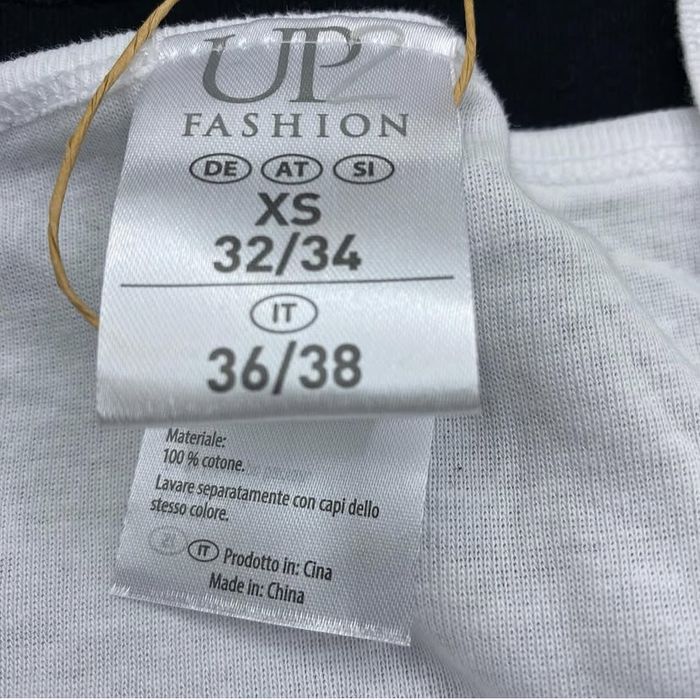 UP2
FASHION
DE AT SI
XS
32/34
IT
36/38
Materiale:
100 % cotone.
Lavare separatamente con capi dello
stesso colore.
IT Prodotto in: Cina
Made in: China